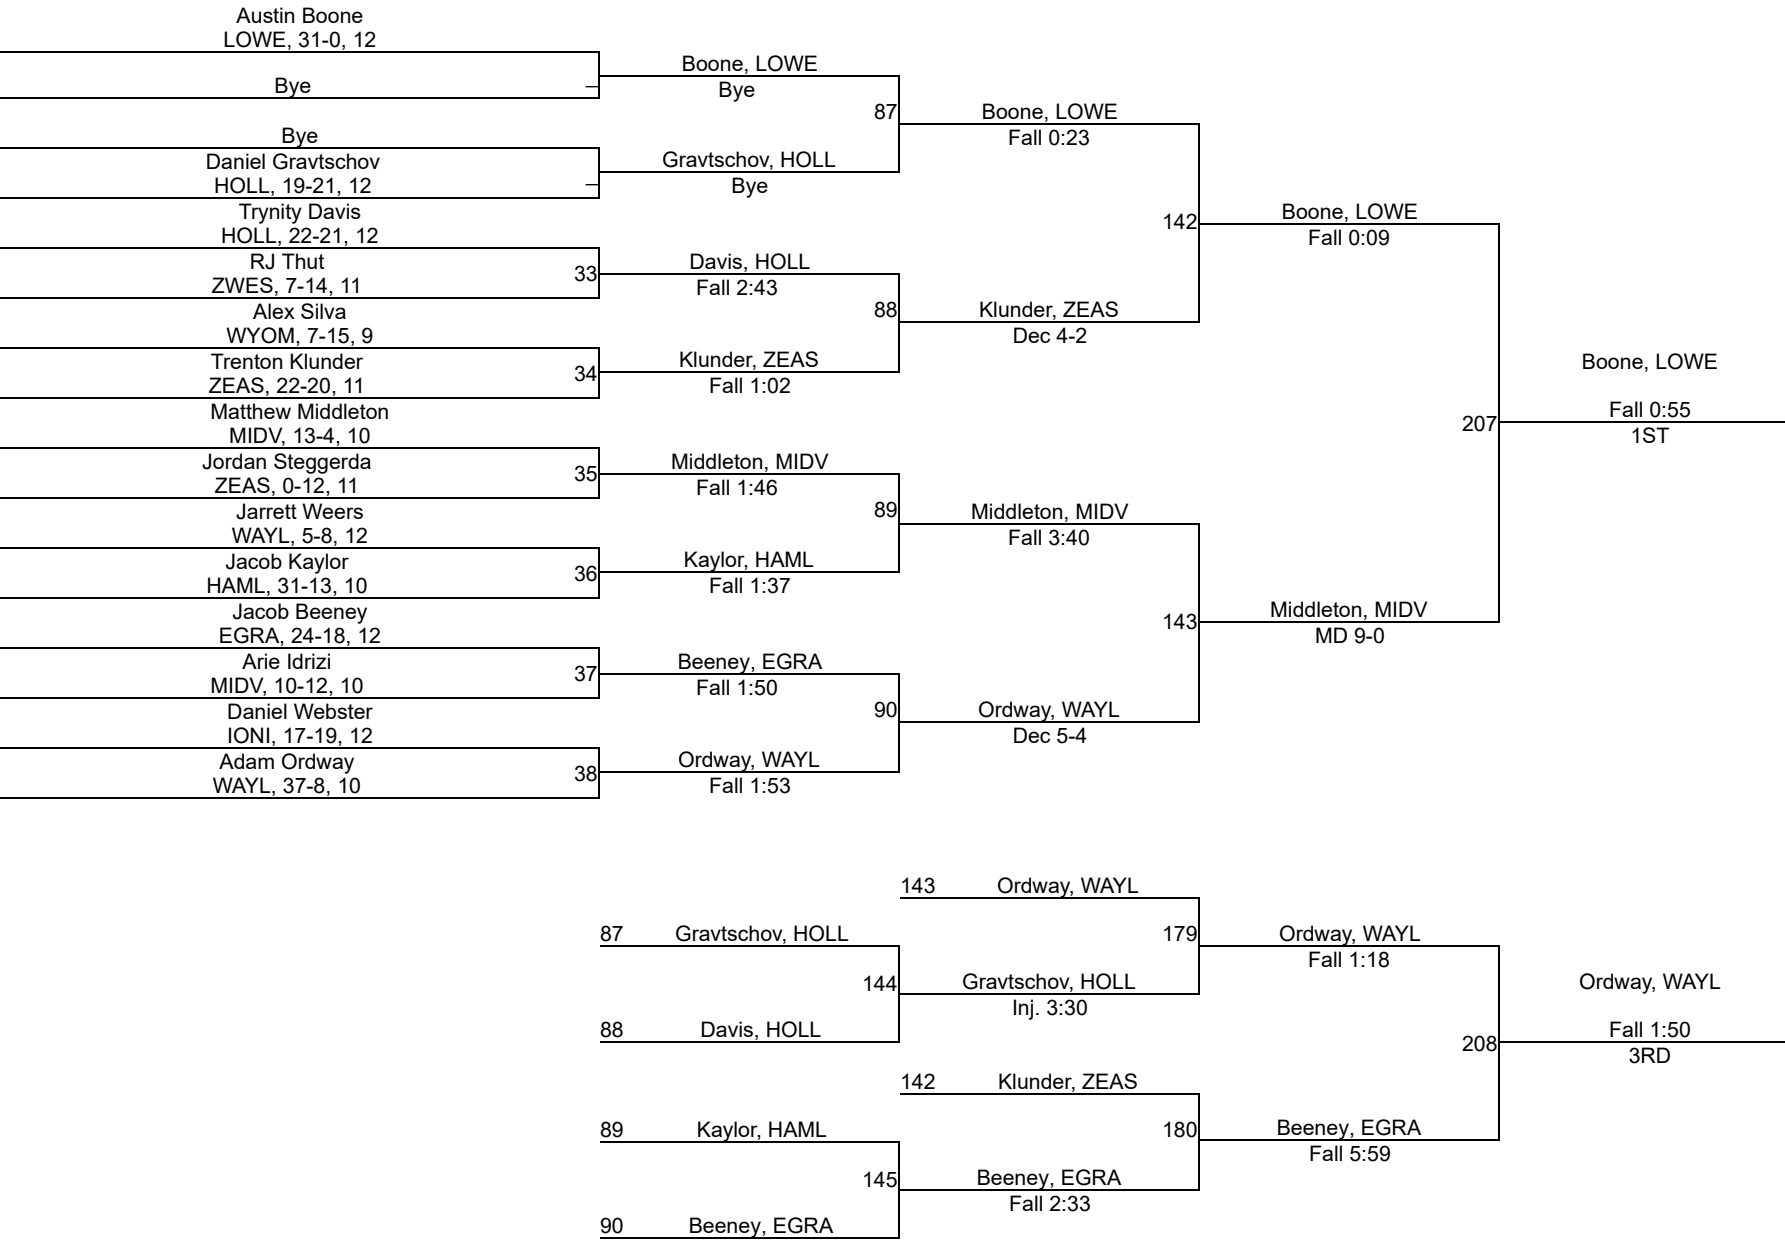 Austin Boone
LOWE, 31-0, 12
Bye
Bye
Daniel Gravtschov
HOLL, 19-21, 12
Trynity Davis
HOLL, 22-21, 12
RJ Thut
ZWES, 7-14, 11
33
Alex Silva
WYOM, 7-15, 9
Trenton Klunder
ZEAS, 22-20, 11
34
Matthew Middleton
MIDV, 13-4, 10
Jordan Steggerda
ZEAS, 0-12, 11
35
Jarrett Weers
WAYL, 5-8, 12
Jacob Kaylor
HAML, 31-13, 10
36
Jacob Beeney
EGRA, 24-18, 12
Arie Idrizi
MIDV, 10-12, 10
37
Daniel Webster
IONI, 17-19, 12
Adam Ordway
WAYL, 37-8, 10
38
Boone, LOWE
Bye
87
Gravtschov, HOLL
Bye
Davis, HOLL
Fall 2:43
88
Klunder, ZEAS
Fall 1:02
Middleton, MIDV
Fall 1:46
89
Kaylor, HAML
Fall 1:37
Beeney, EGRA
Fall 1:50
90
Ordway, WAYL
Fall 1:53
Boone, LOWE
Fall 0:23
142
Klunder, ZEAS
Dec 4-2
Middleton, MIDV
Fall 3:40
143
Ordway, WAYL
Dec 5-4
Boone, LOWE
Fall 0:09
207
Middleton, MIDV
MD 9-0
Boone, LOWE
Fall 0:55
1ST
87 Gravtschov, HOLL
144
88 Davis, HOLL
89 Kaylor, HAML
145
90 Beeney, EGRA
143 Ordway, WAYL
179
Gravtschov, HOLL
Inj. 3:30
142 Klunder, ZEAS
180
Beeney, EGRA
Fall 2:33
Ordway, WAYL
Fall 1:18
208
Beeney, EGRA
Fall 5:59
Ordway, WAYL
Fall 1:50
3RD